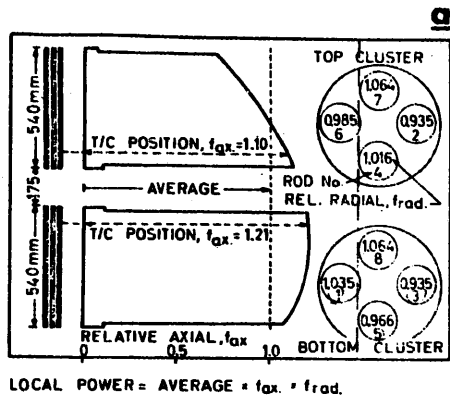 a
TOP CLUSTER
540mm
175
540mm
1.064
7
0.985
6
0.935
2
1.016
4
T/C POSITION, fax.=1.10
AVERAGE
ROD No.
REL. RADIAL, frad.
T/C POSITION, fax.=1.21
1.064
8
1.035
1
0.935
3
0.966
5
RELATIVE AXIAL, fax
BOTTOM CLUSTER
0
0.5
1.0
LOCAL POWER = AVERAGE * fax. * frad.